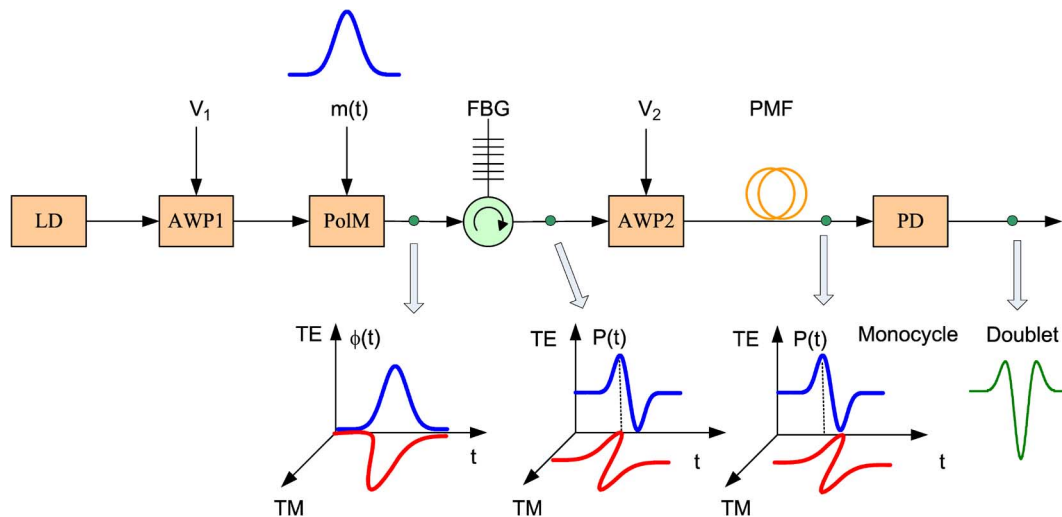 V₁
m(t)
FBG
V₂
PMF
LD
AWP1
PolM
AWP2
PD
TE
ϕ(t)
t
TM
TE
P(t)
t
TM
TE
P(t)
t
TM
Monocycle
Doublet